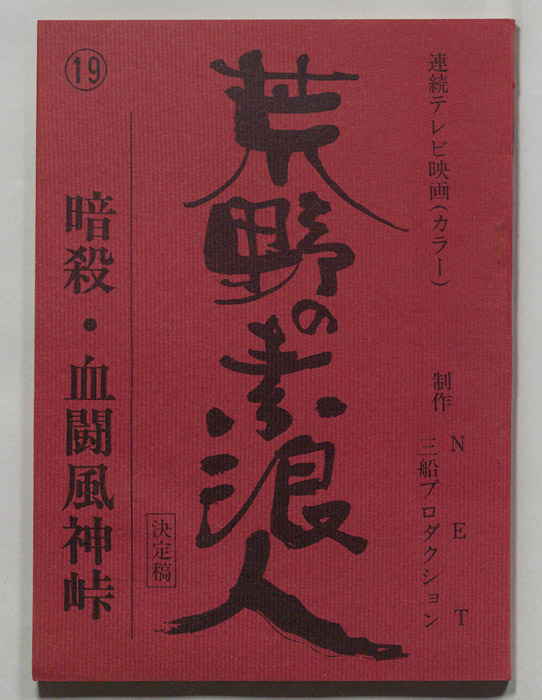 連続テレビ映画(カラー)
制作 NET
三船プロダクション
荒野の素浪人
決定稿
⑲
暗殺・血闘風神峠